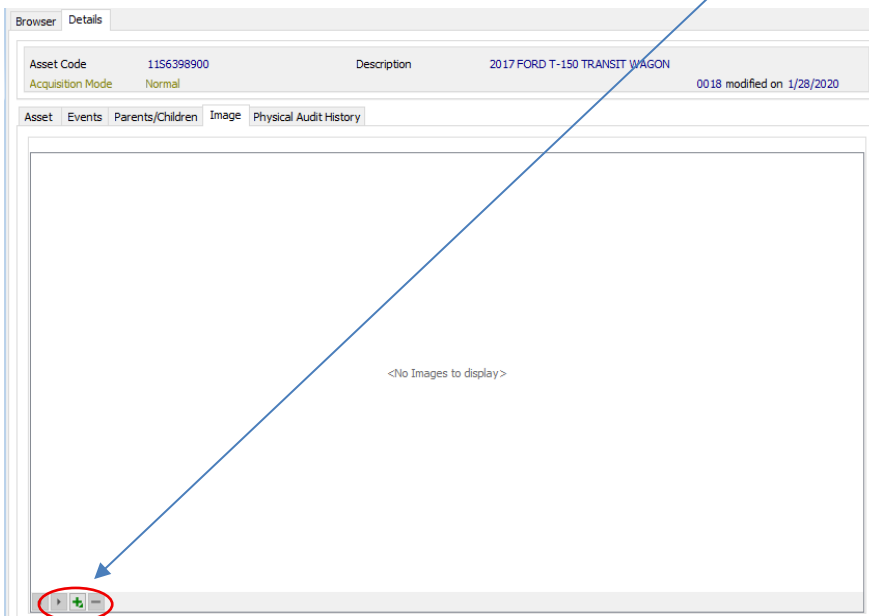 Browser Details
Asset Code 11S6398900 Description 2017 FORD T-150 TRANSIT WAGON
Acquisition Mode Normal 0018 modified on 1/28/2020
Asset Events Parents/Children Image Physical Audit History
<No Images to display>